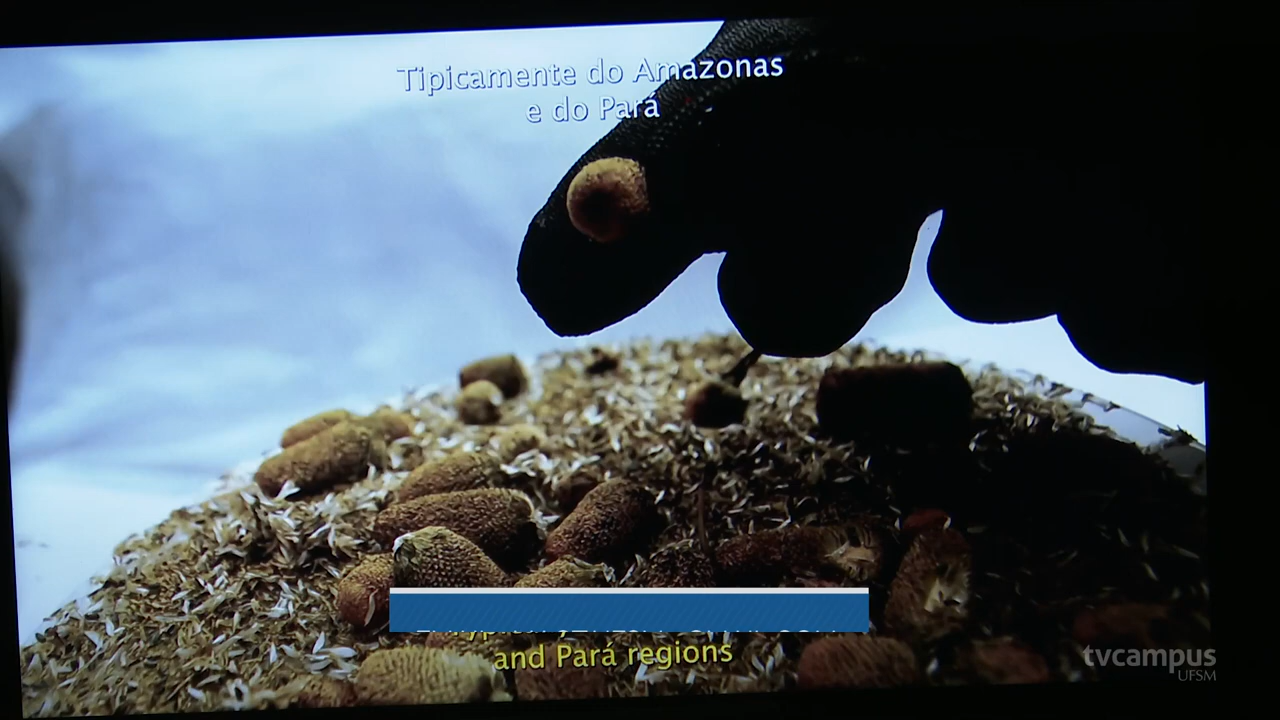 Tipicamente do Amazonas
e do Pará
and Pará regions
tvcampus
UFSM